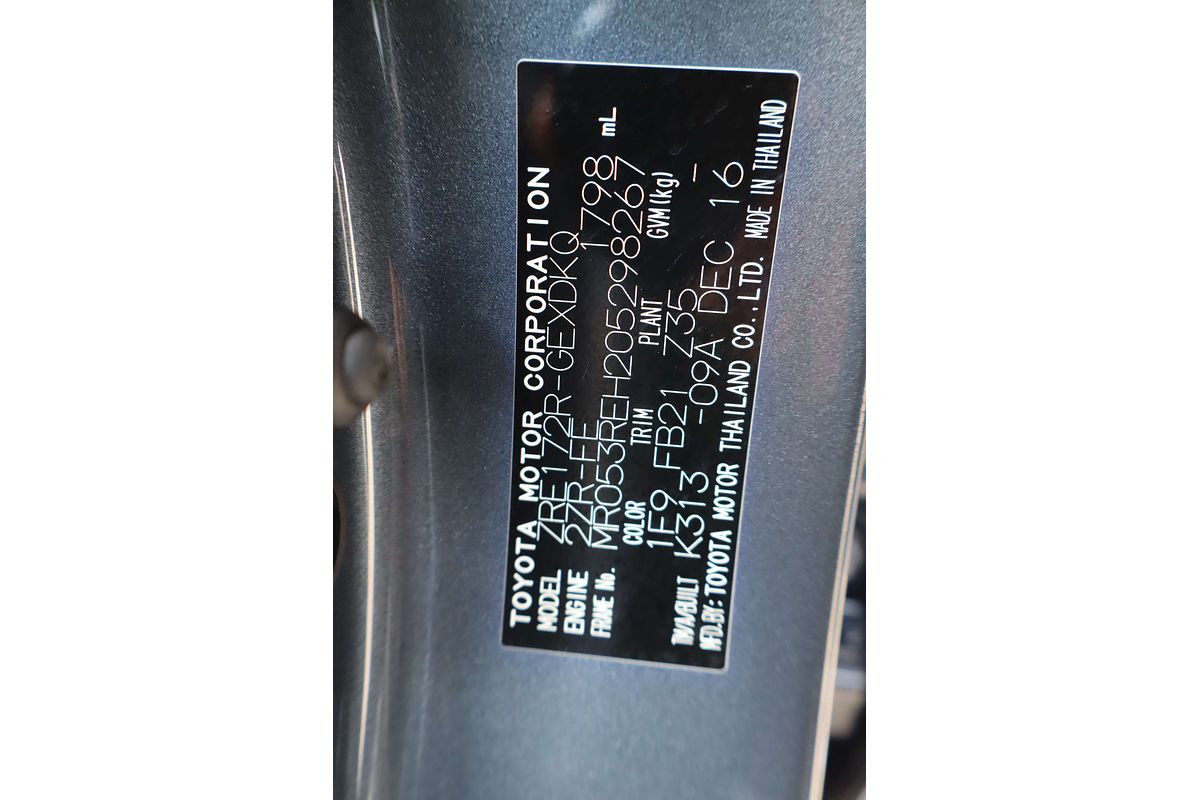 TOYOTA MOTOR CORPORATION
MODEL ZRE172R-GEXDKQ
ENGINE 2ZR-FE 1798 mL
FRAME No. MR053REH205298267
COLOR TRIM PLANT GVM(kg)
1F9 FB21 Z35 -
TM/A/BUILT K313 -09A DEC 16
MFD.BY:TOYOTA MOTOR THAILAND CO.,LTD. MADE IN THAILAND